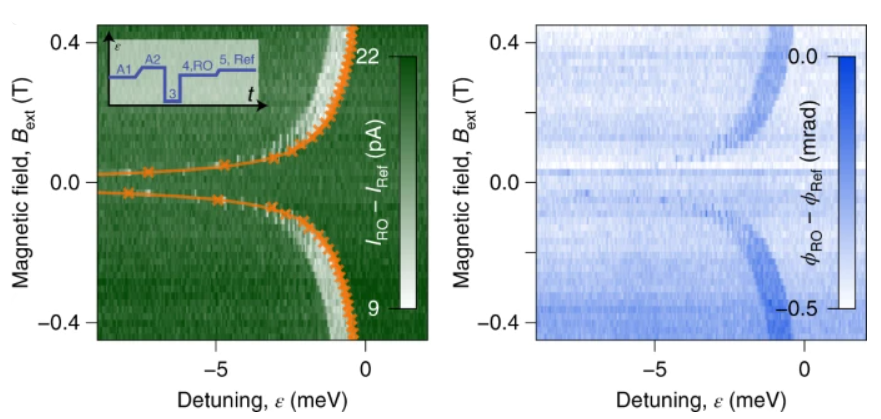 Magnetic field, B_ext (T)
0.4
0.0
−0.4
ε
A1 A2 3 4,RO 5, Ref
t
22
I_RO − I_Ref (pA)
9
−5 0
Detuning, ε (meV)
Magnetic field, B_ext (T)
0.4
0.0
−0.4
0.0
ϕ_RO − ϕ_Ref (mrad)
−0.5
−5 0
Detuning, ε (meV)